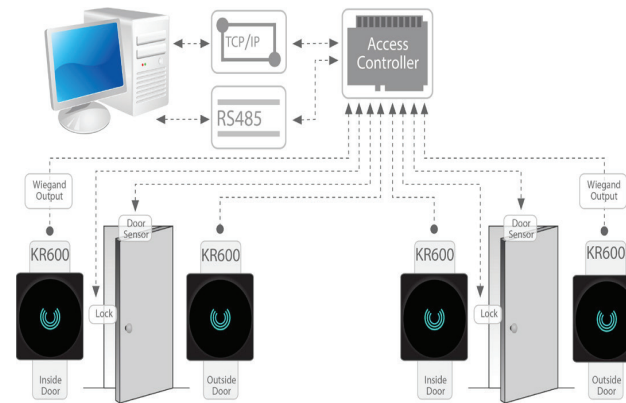 TCP/IP
Access
Controller
RS485
Wiegand
Output
Wiegand
Output
Door
Sensor
Door
Sensor
KR600
KR600
KR600
KR600
Lock
Lock
Inside
Door
Outside
Door
Inside
Door
Outside
Door